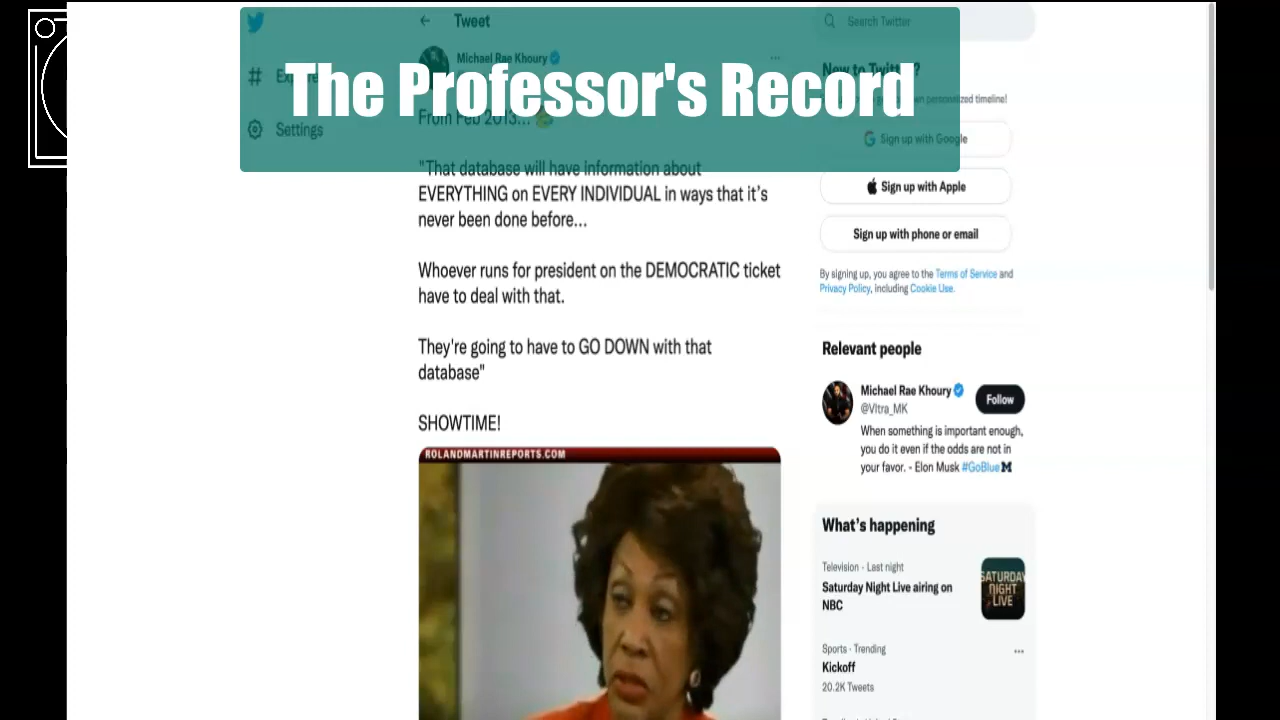 Tweet
Search Twitter
The Professor's Record
Michael Rae Khoury
Settings
From Feb 2013...
"That database will have information about
EVERYTHING on EVERY INDIVIDUAL in ways that it's
never been done before...
Whoever runs for president on the DEMOCRATIC ticket
have to deal with that.
They're going to have to GO DOWN with that
database"
SHOWTIME!
ROLANDMARTINREPORTS.COM
New to Twitter?
personalized timeline!
Sign up with Google
Sign up with Apple
Sign up with phone or email
By signing up, you agree to the Terms of Service and
Privacy Policy, including Cookie Use.
Relevant people
Michael Rae Khoury
@Vltra_MK
Follow
When something is important enough,
you do it even if the odds are not in
your favor. - Elon Musk #GoBlue
What's happening
Television · Last night
Saturday Night Live airing on
NBC
SATURDAY
NIGHT
LIVE
Sports · Trending
Kickoff
20.2K Tweets